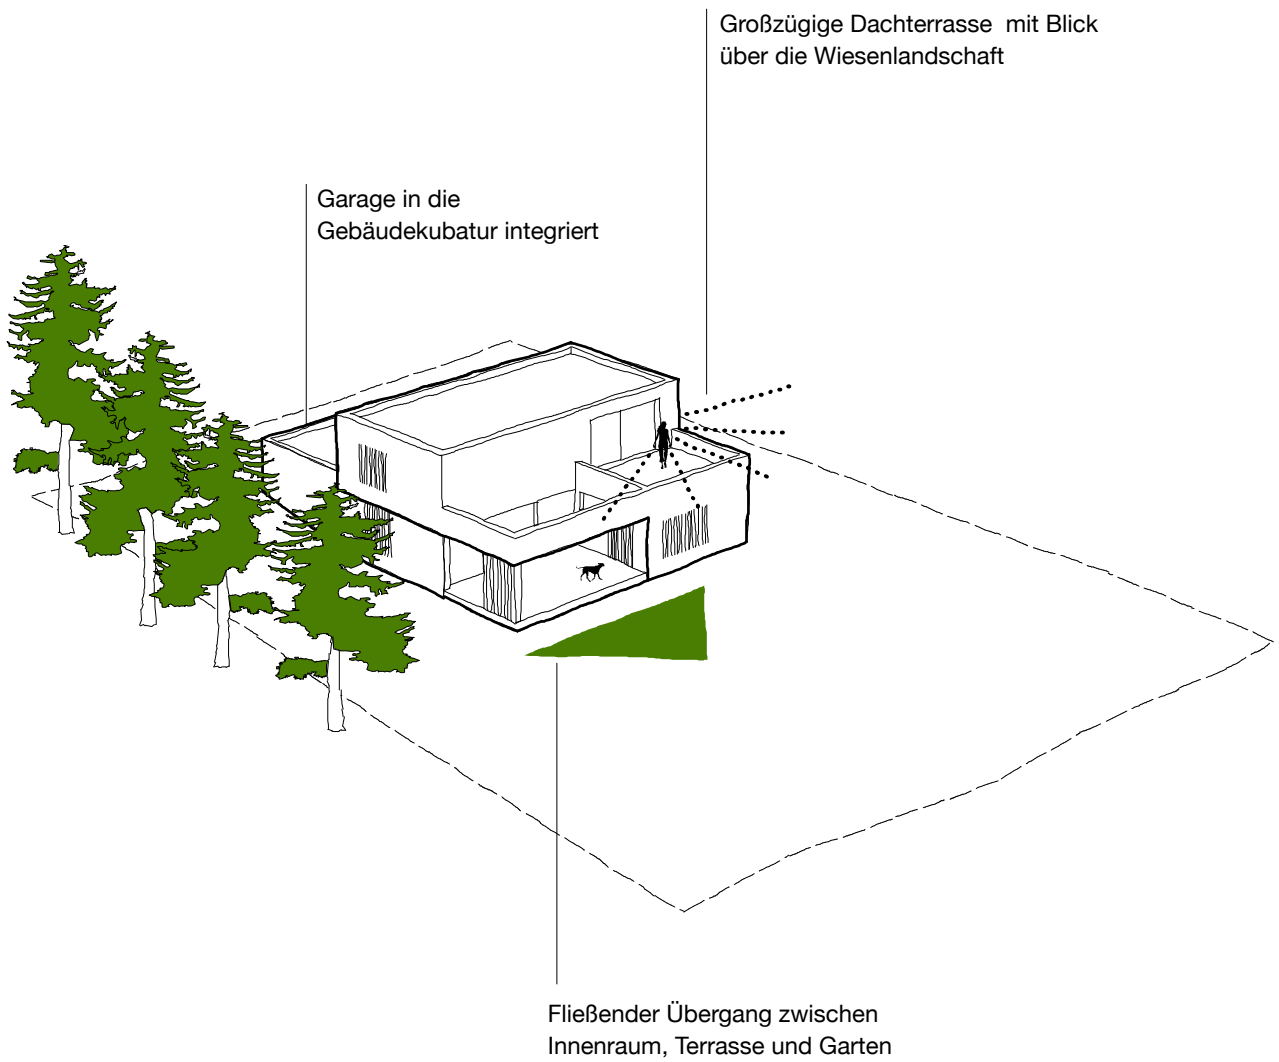 Großzügige Dachterrasse  mit Blick
über die Wiesenlandschaft
Garage in die
Gebäudekubatur integriert
Fließender Übergang zwischen
Innenraum, Terrasse und Garten